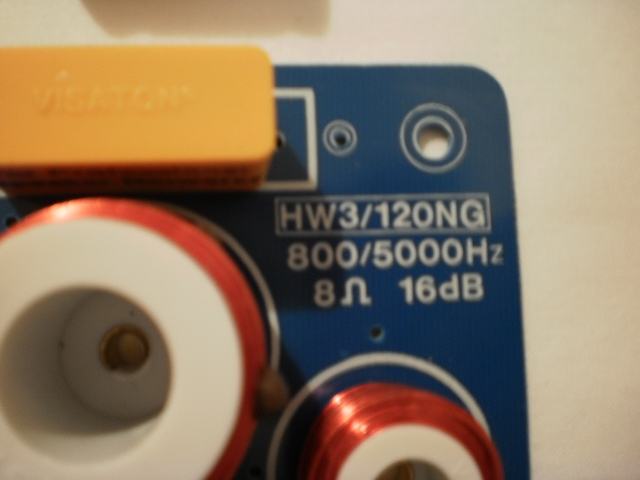 VISATON®
HW3/120NG
800/5000Hz
8Ω 16dB